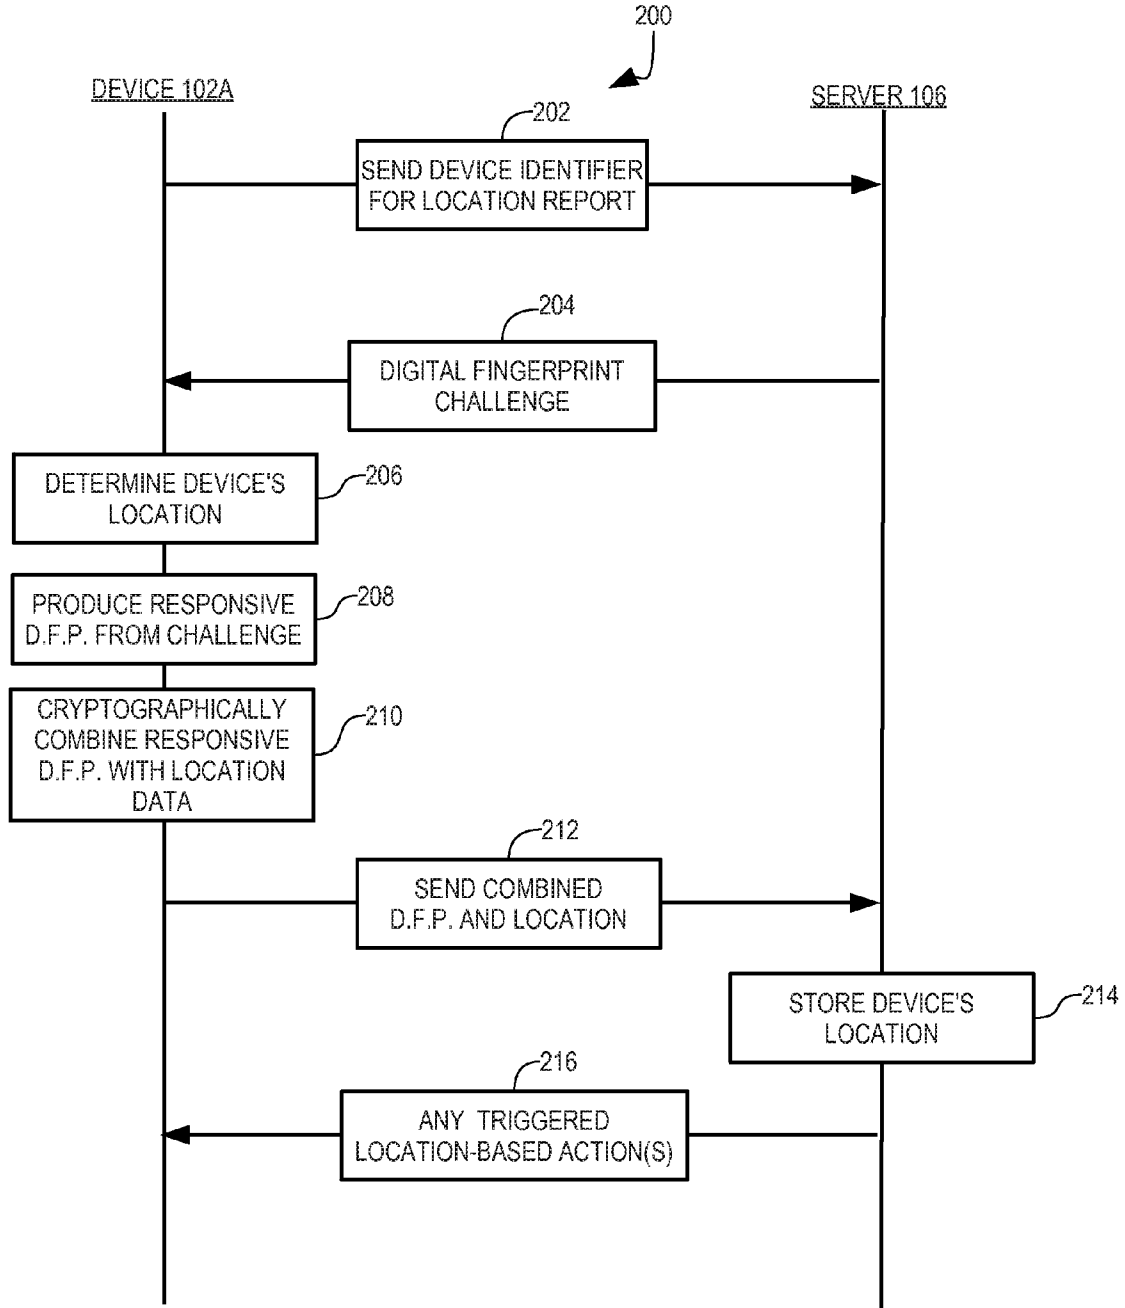 200
DEVICE 102A
SERVER 106
202
SEND DEVICE IDENTIFIER
FOR LOCATION REPORT
204
DIGITAL FINGERPRINT
CHALLENGE
DETERMINE DEVICE'S
LOCATION
206
PRODUCE RESPONSIVE
D.F.P. FROM CHALLENGE
208
CRYPTOGRAPHICALLY
COMBINE RESPONSIVE
D.F.P. WITH LOCATION
DATA
210
212
SEND COMBINED
D.F.P. AND LOCATION
STORE DEVICE'S
LOCATION
214
216
ANY TRIGGERED
LOCATION-BASED ACTION(S)